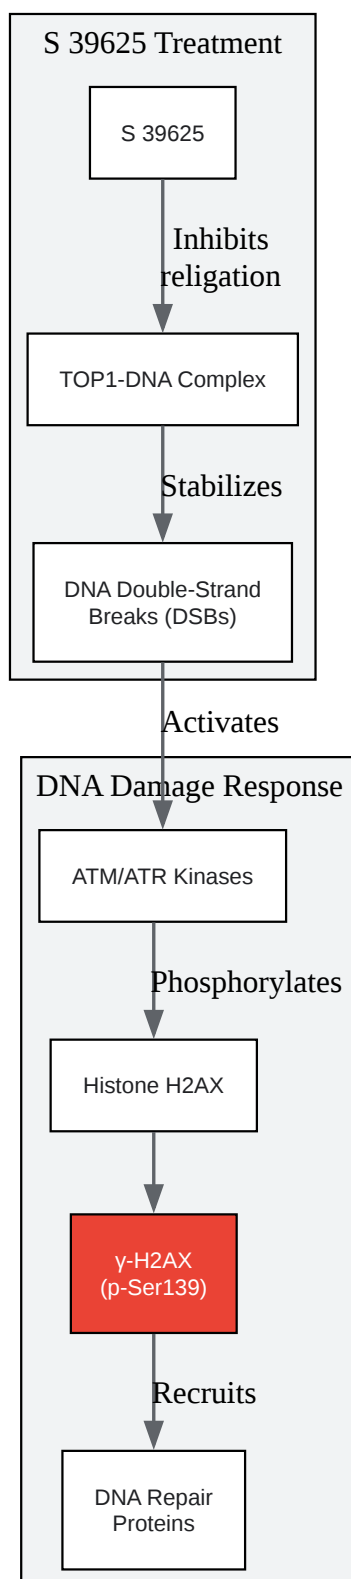 S 39625 Treatment
S 39625
Inhibits
religation
TOP1-DNA Complex
Stabilizes
DNA Double-Strand
Breaks (DSBs)
Activates
DNA Damage Response
ATM/ATR Kinases
Phosphorylates
Histone H2AX
γ-H2AX
(p-Ser139)
Recruits
DNA Repair
Proteins